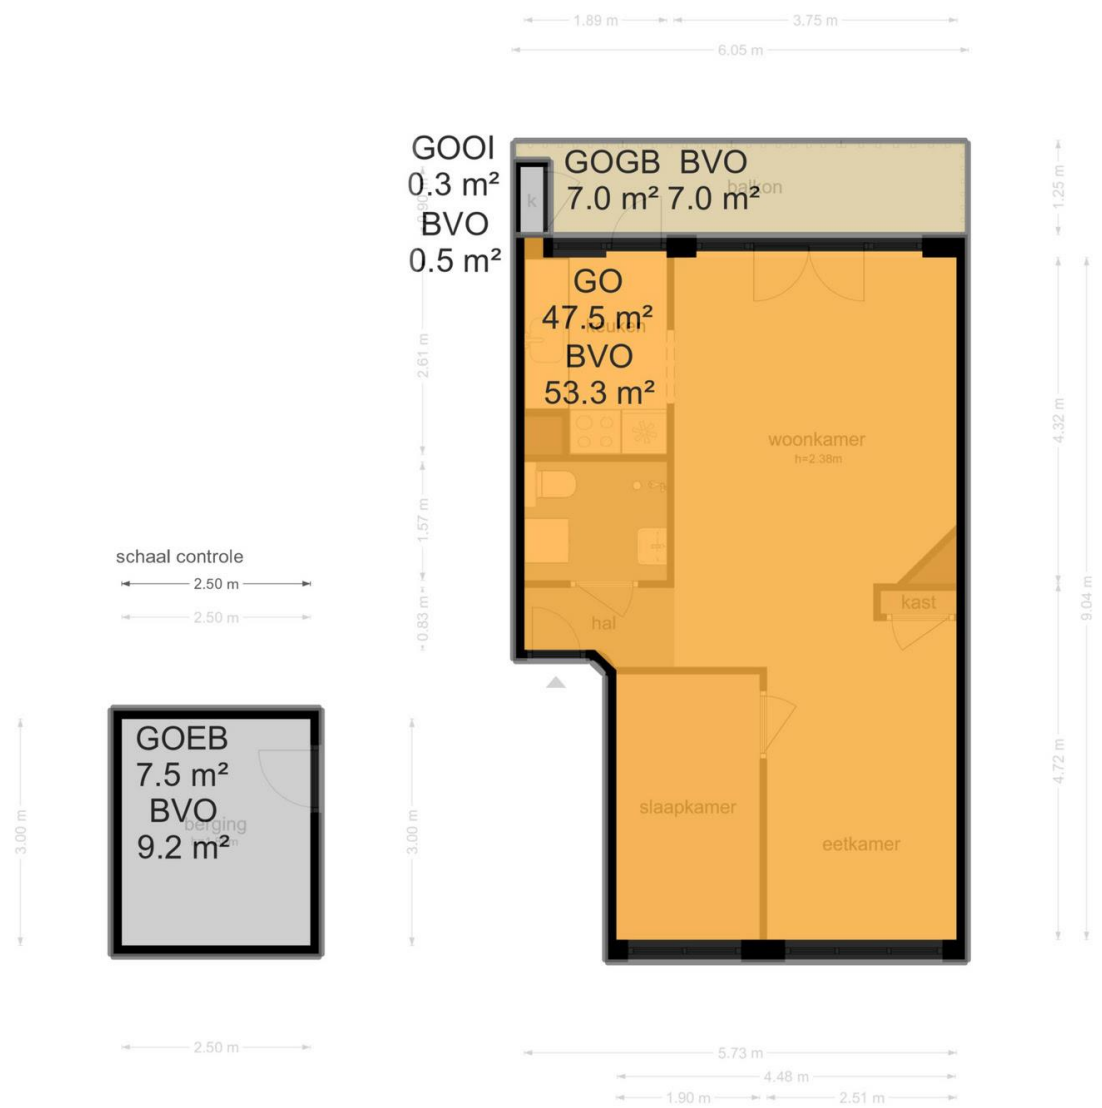 1.89 m
3.75 m
6.05 m
GOOI
0.3 m²
BVO
0.5 m²
GOGB BVO
7.0 m² 7.0 m²
balkon
k
1.25 m
GO
47.5 m²
keuken
BVO
53.3 m²
2.61 m
woonkamer
h=2.38m
4.32 m
9.04 m
1.57 m
schaal controle
2.50 m
2.50 m
0.83 m
hal
kast
GOEB
7.5 m²
BVO
berging
9.2 m²
3.00 m
3.00 m
slaapkamer
eetkamer
4.72 m
2.50 m
5.73 m
4.48 m
1.90 m
2.51 m